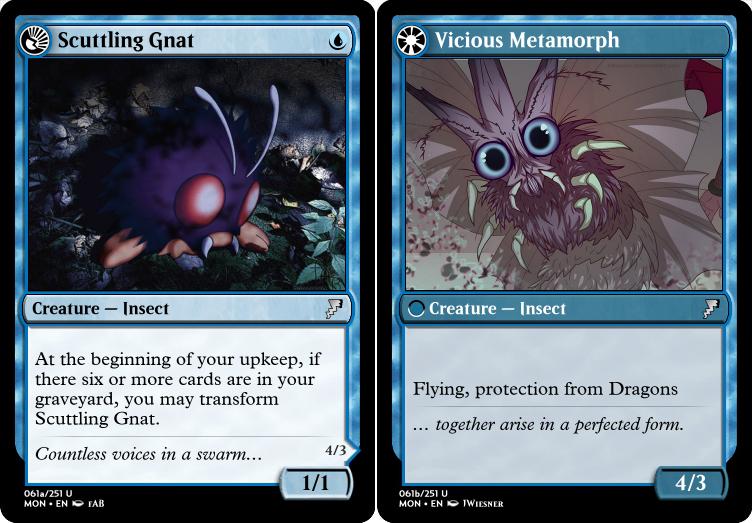 Scuttling Gnat
Creature — Insect
At the beginning of your upkeep, if
there six or more cards are in your
graveyard, you may transform
Scuttling Gnat.
Countless voices in a swarm…
4/3
1/1
061a/251 U
MON • EN fAB
Vicious Metamorph
Creature — Insect
Flying, protection from Dragons
… together arise in a perfected form.
4/3
061b/251 U
MON • EN 1Wiesner